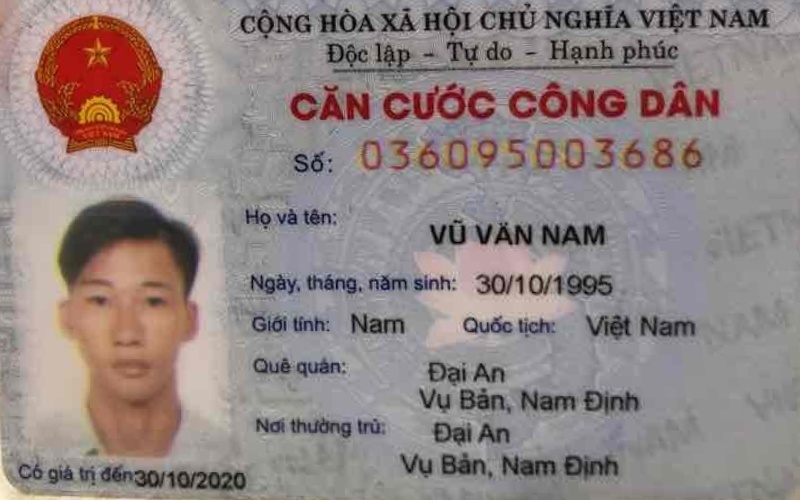 CỘNG HÒA XÃ HỘI CHỦ NGHĨA VIỆT NAM
Độc lập - Tự do - Hạnh phúc
CĂN CƯỚC CÔNG DÂN
Số: 036095003686
Họ và tên: VŨ VĂN NAM
Ngày, tháng, năm sinh: 30/10/1995
Giới tính: Nam Quốc tịch: Việt Nam
Quê quán: Đại An
Vụ Bản, Nam Định
Nơi thường trú: Đại An
Vụ Bản, Nam Định
Có giá trị đến 30/10/2020